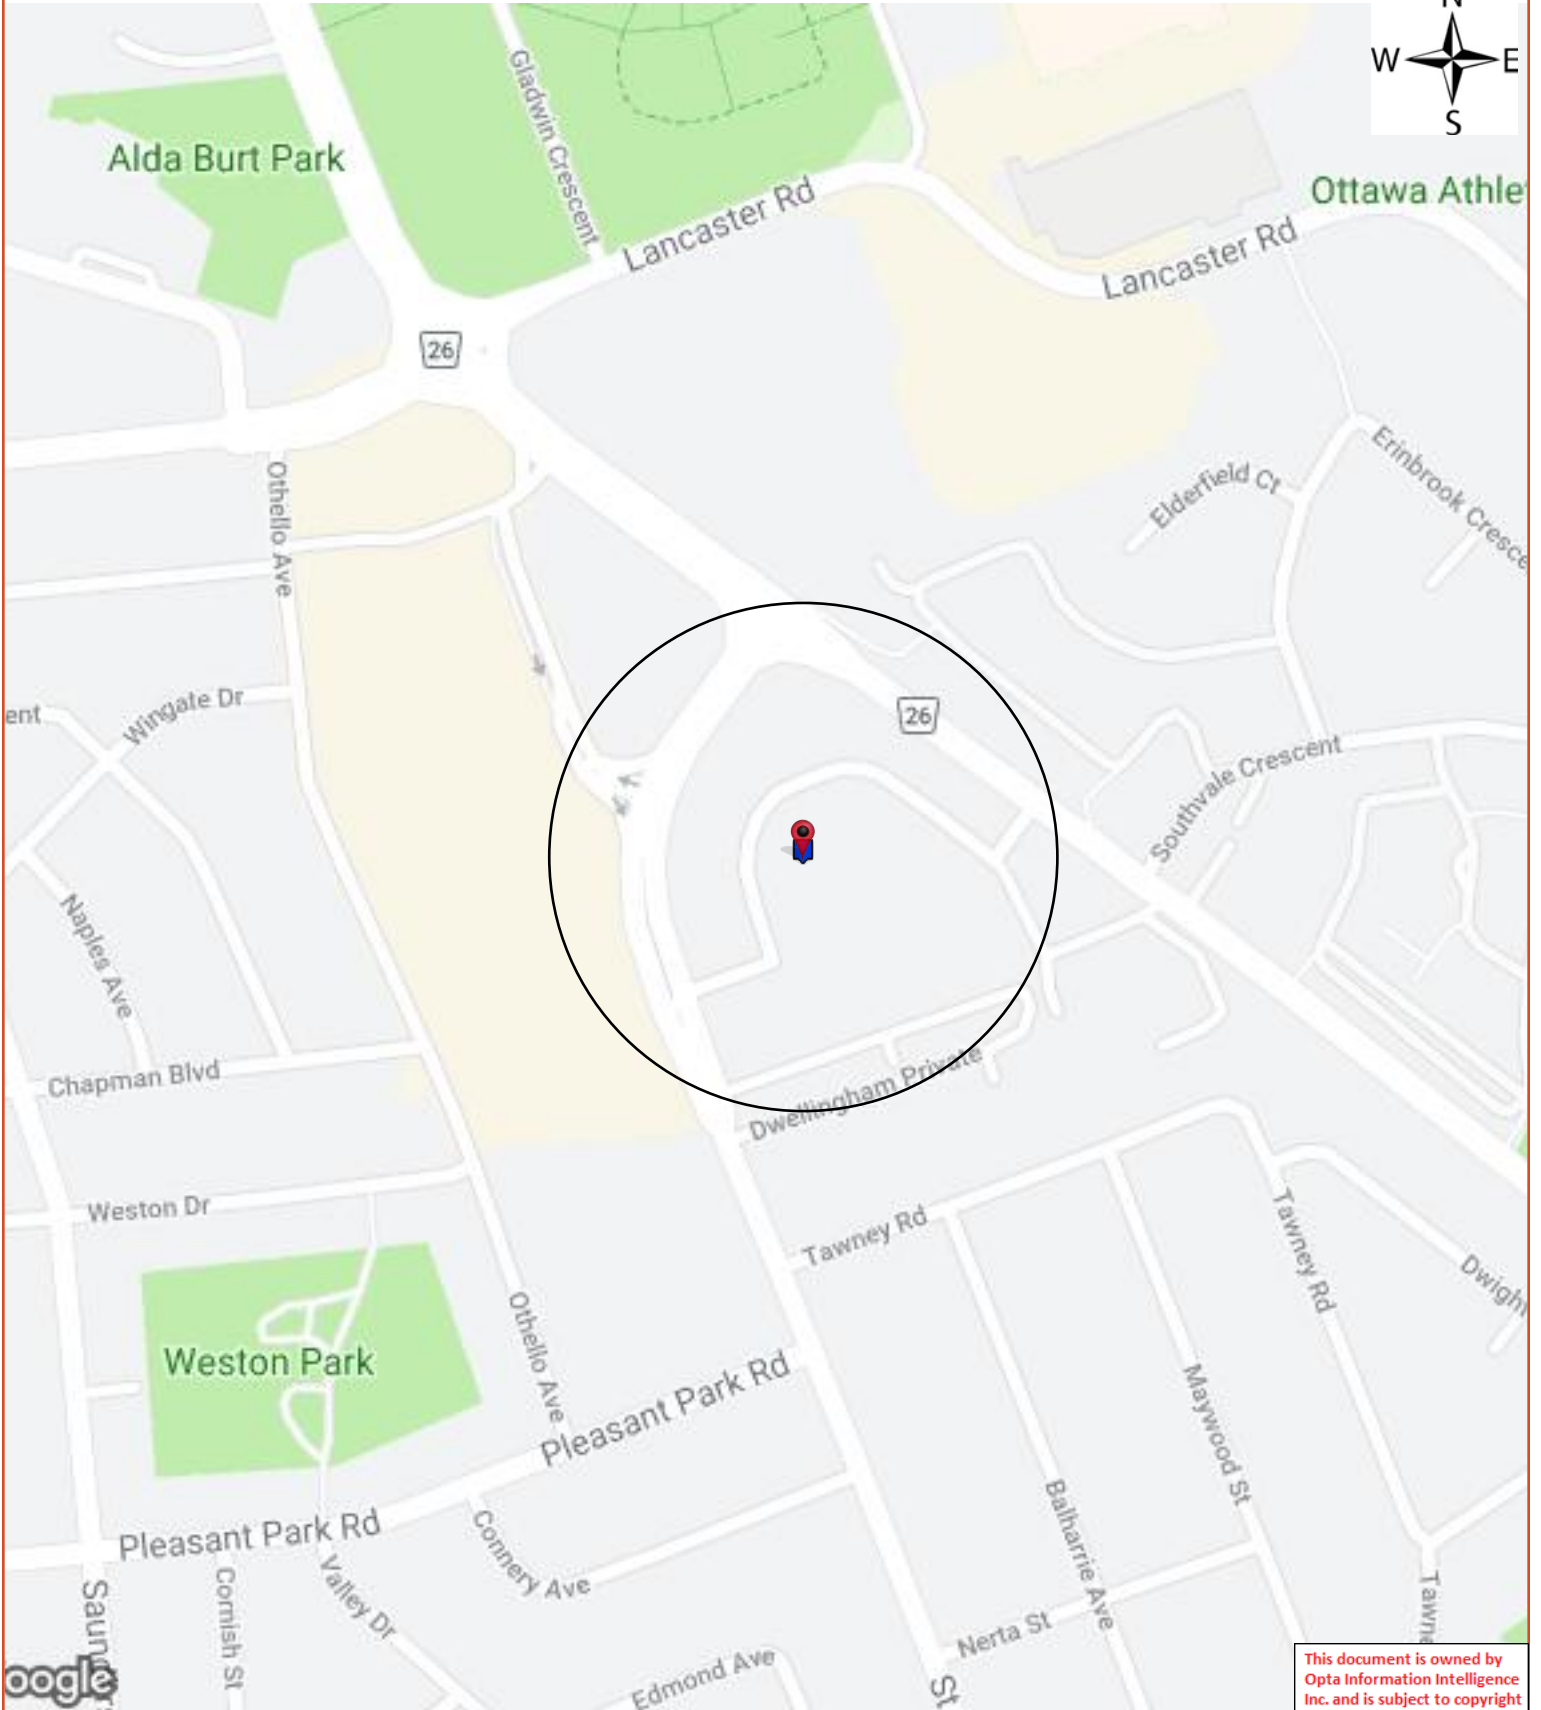 N
W E
S
Gladwin Crescent
Alda Burt Park
Lancaster Rd
Ottawa Athle
Lancaster Rd
26
Othello Ave
Erinbrook Cresce
Elderfield Ct
ent
Wingate Dr
26
Southvale Crescent
Naples Ave
Chapman Blvd
Dwellingham Private
Weston Dr
Tawney Rd
Tawney Rd
Dwight
Othello Ave
Weston Park
Pleasant Park Rd
Maywood St
Balharrie Ave
Pleasant Park Rd
Connery Ave
Valley Dr
Cornish St
Saun
Tawne
Nerta St
Edmond Ave
St
oogle
This document is owned by
Opta Information Intelligence
Inc. and is subject to copyright